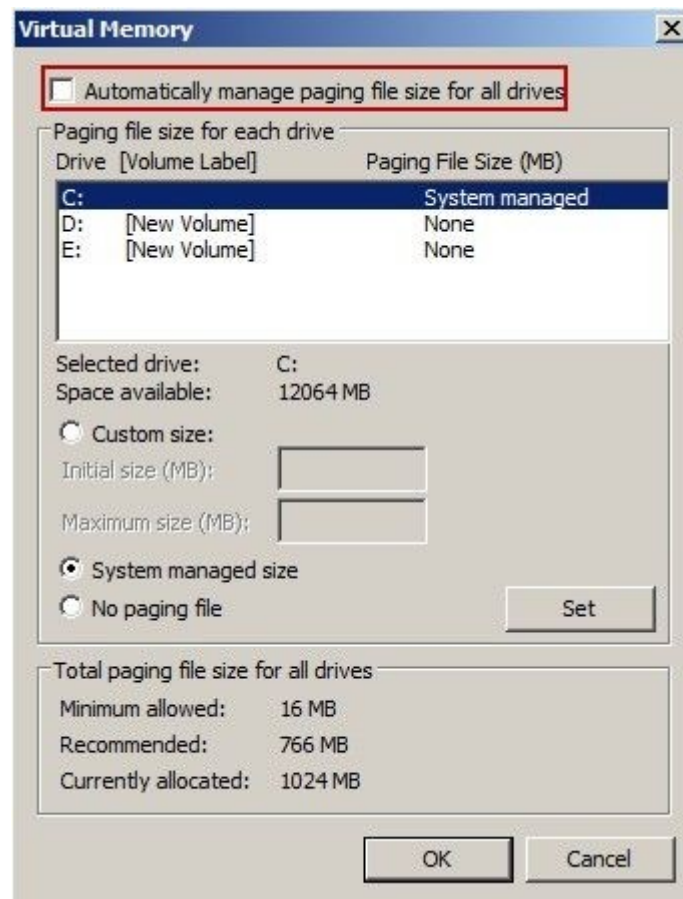 Virtual Memory
Automatically manage paging file size for all drives
Paging file size for each drive
Drive [Volume Label] Paging File Size (MB)
C: System managed
D: [New Volume] None
E: [New Volume] None
Selected drive: C:
Space available: 12064 MB
Custom size:
Initial size (MB):
Maximum size (MB):
System managed size
No paging file Set
Total paging file size for all drives
Minimum allowed: 16 MB
Recommended: 766 MB
Currently allocated: 1024 MB
OK Cancel